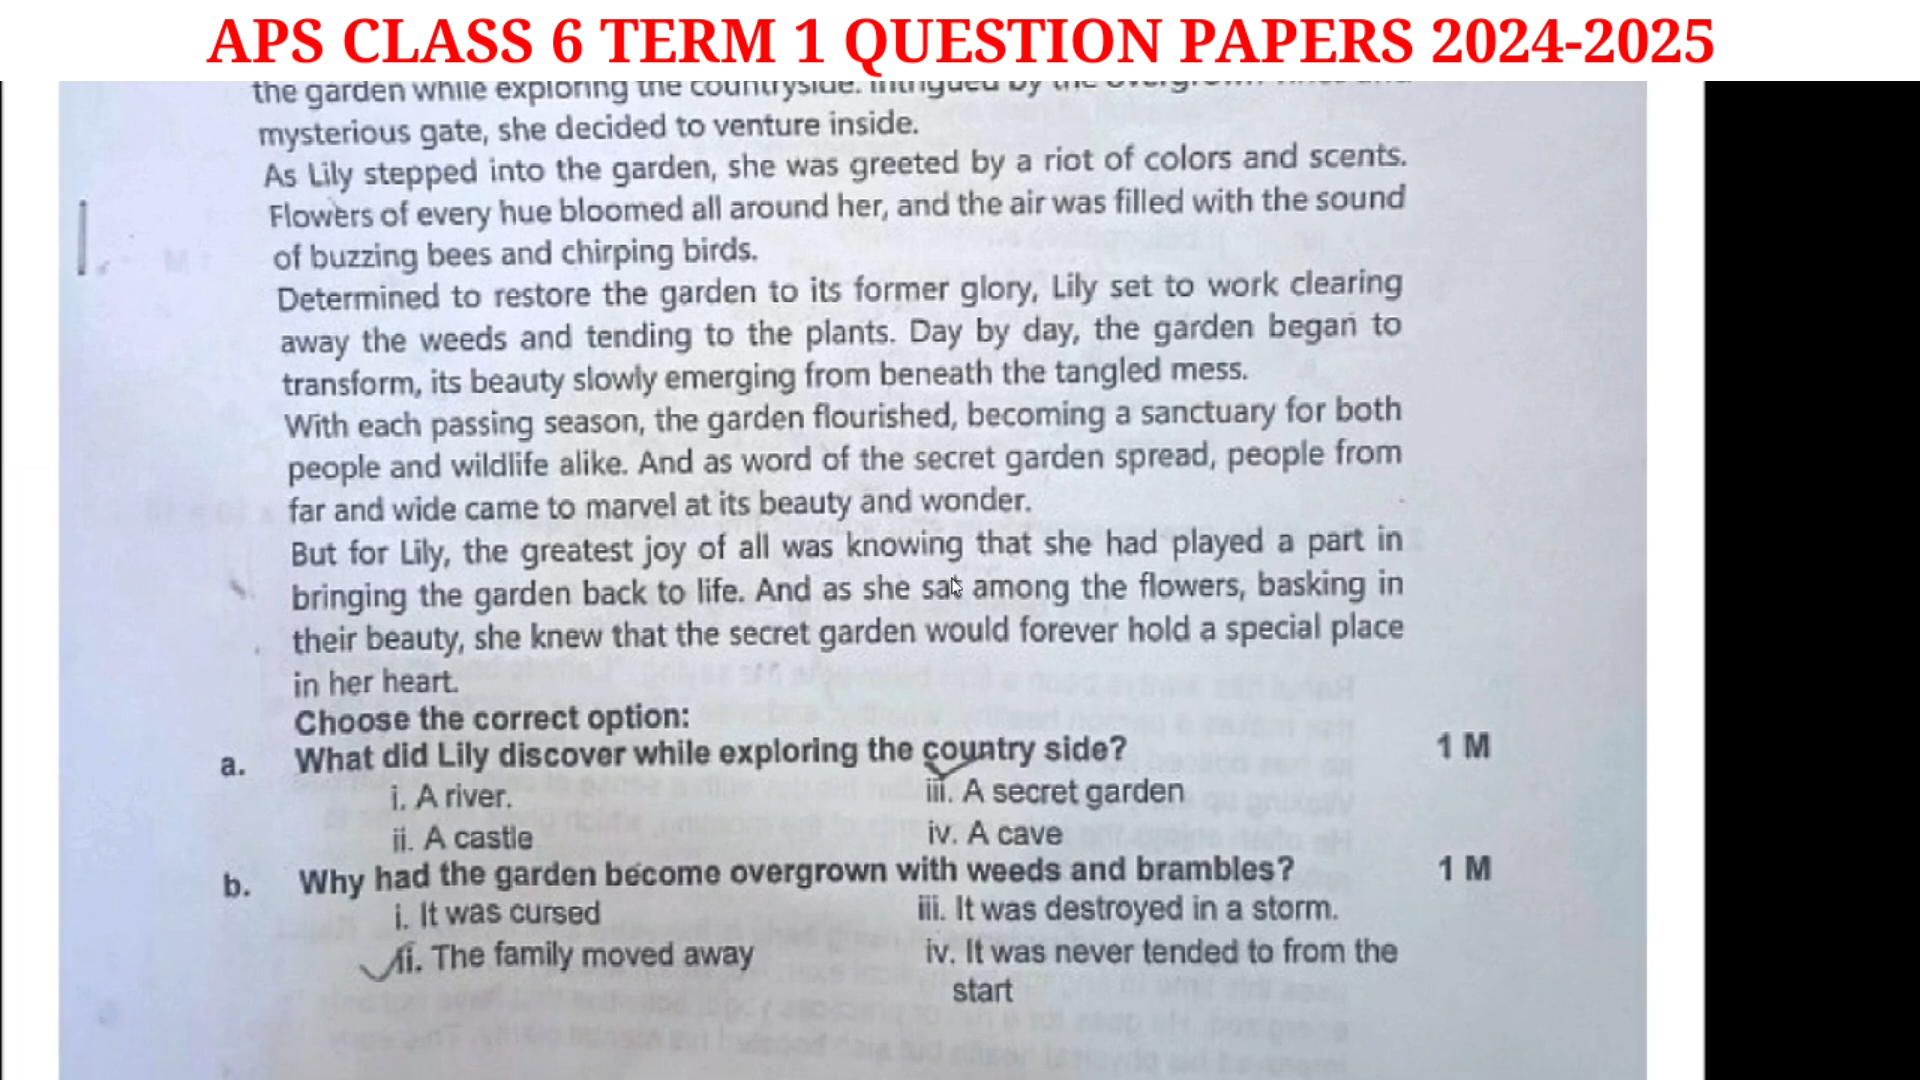 APS CLASS 6 TERM 1 QUESTION PAPERS 2024-2025
the garden while exploring the countryside. Intrigued by the
mysterious gate, she decided to venture inside.
As Lily stepped into the garden, she was greeted by a riot of colors and scents.
Flowers of every hue bloomed all around her, and the air was filled with the sound
of buzzing bees and chirping birds.
Determined to restore the garden to its former glory, Lily set to work clearing
away the weeds and tending to the plants. Day by day, the garden began to
transform, its beauty slowly emerging from beneath the tangled mess.
With each passing season, the garden flourished, becoming a sanctuary for both
people and wildlife alike. And as word of the secret garden spread, people from
far and wide came to marvel at its beauty and wonder.
But for Lily, the greatest joy of all was knowing that she had played a part in
bringing the garden back to life. And as she sat among the flowers, basking in
their beauty, she knew that the secret garden would forever hold a special place
in her heart.
Choose the correct option:
a. What did Lily discover while exploring the country side? 1 M
i. A river. iii. A secret garden
ii. A castle iv. A cave
b. Why had the garden become overgrown with weeds and brambles? 1 M
i. It was cursed iii. It was destroyed in a storm.
ii. The family moved away iv. It was never tended to from the
start